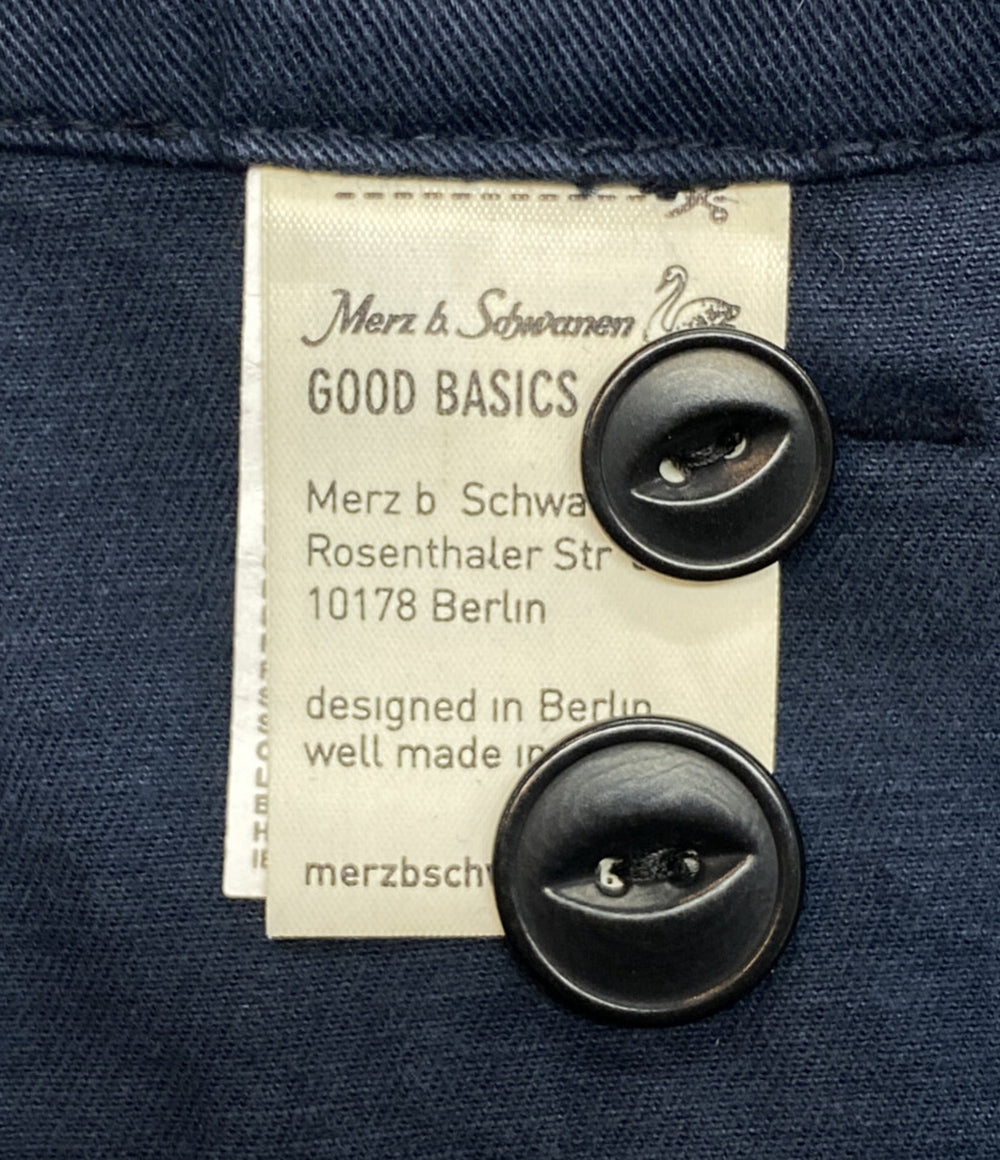 Merz b. Schwanen
GOOD BASICS
Merz b Schwa
Rosenthaler Str
10178 Berlin
designed in Berlin
well made in
merzbschw